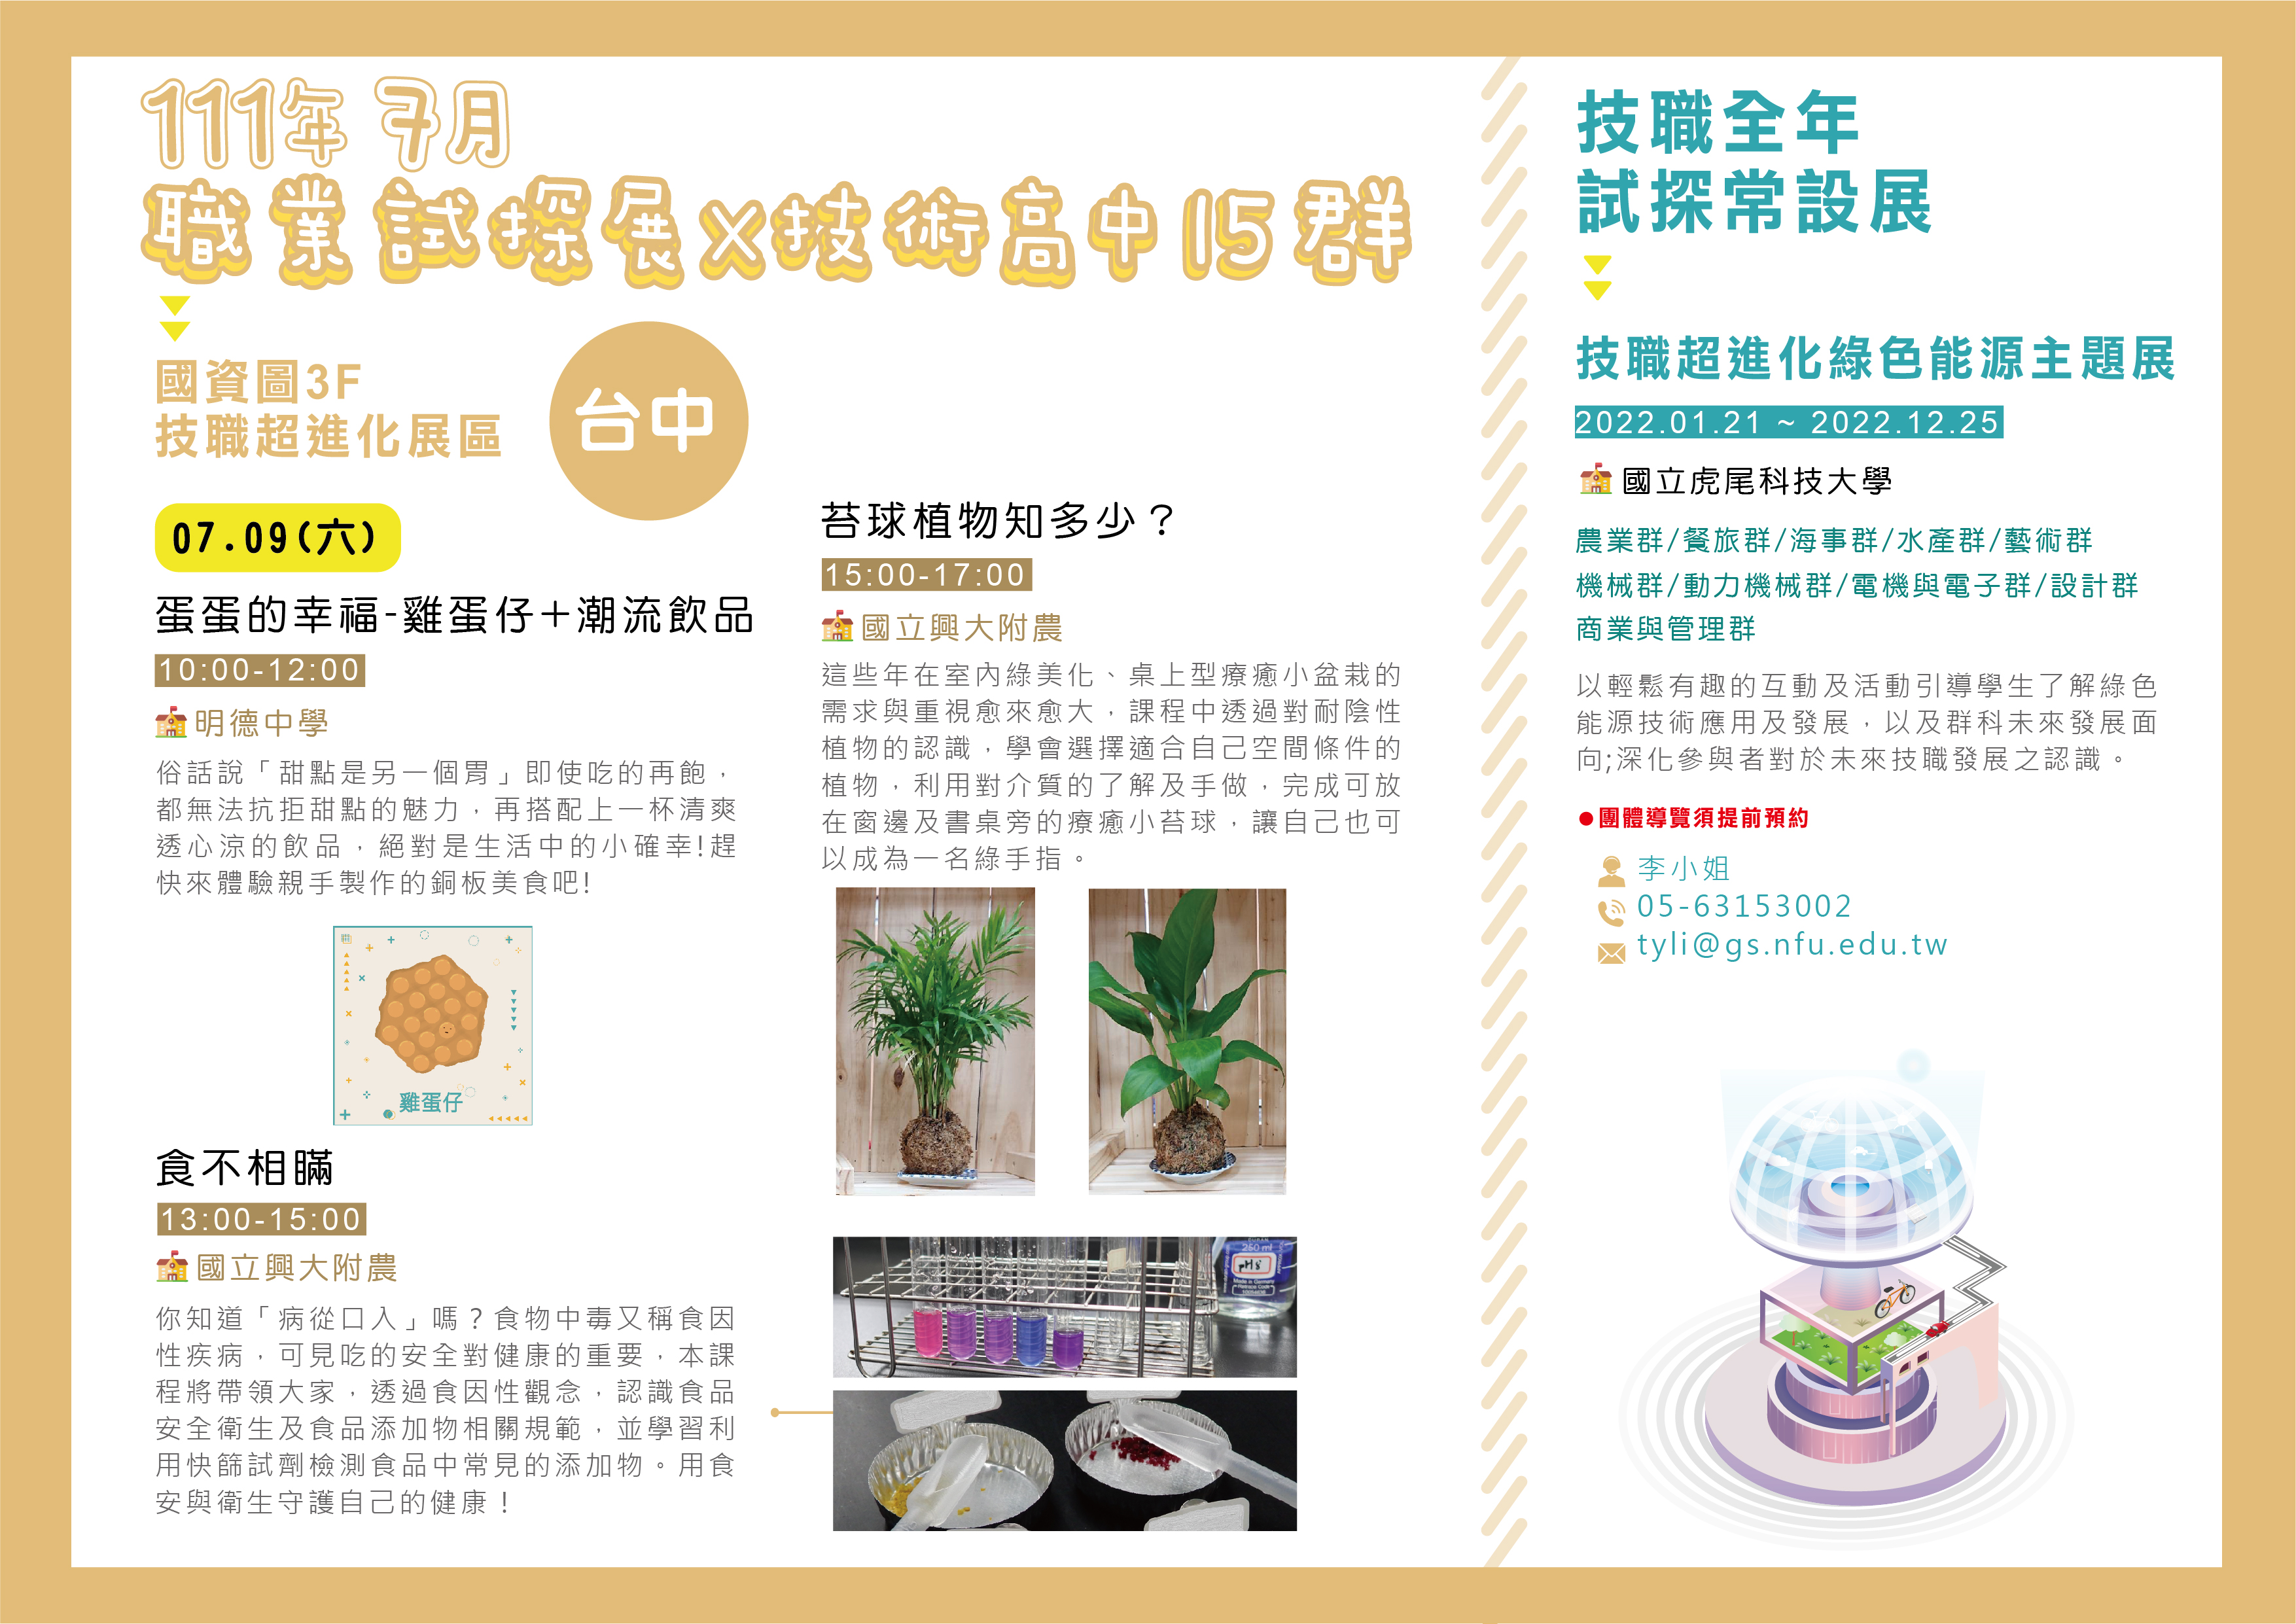 111年 7月
職業試探展X技術高中15群
國資圖3F
技職超進化展區
台中
07.09(六)
蛋蛋的幸福-雞蛋仔+潮流飲品
10:00-12:00
明德中學
俗話說「甜點是另一個胃」即使吃的再飽，
都無法抗拒甜點的魅力，再搭配上一杯清爽
透心涼的飲品，絕對是生活中的小確幸!趕
快來體驗親手製作的銅板美食吧!
雞蛋仔
食不相瞞
13:00-15:00
國立興大附農
你知道「病從口入」嗎？食物中毒又稱食因
性疾病，可見吃的安全對健康的重要，本課
程將帶領大家，透過食因性觀念，認識食品
安全衛生及食品添加物相關規範，並學習利
用快篩試劑檢測食品中常見的添加物。用食
安與衛生守護自己的健康！
苔球植物知多少？
15:00-17:00
國立興大附農
這些年在室內綠美化、桌上型療癒小盆栽的
需求與重視愈來愈大，課程中透過對耐陰性
植物的認識，學會選擇適合自己空間條件的
植物，利用對介質的了解及手做，完成可放
在窗邊及書桌旁的療癒小苔球，讓自己也可
以成為一名綠手指。
250 ml
pH8
Made in Germany
技職全年
試探常設展
技職超進化綠色能源主題展
2022.01.21 ~ 2022.12.25
國立虎尾科技大學
農業群/餐旅群/海事群/水產群/藝術群
機械群/動力機械群/電機與電子群/設計群
商業與管理群
以輕鬆有趣的互動及活動引導學生了解綠色
能源技術應用及發展，以及群科未來發展面
向;深化參與者對於未來技職發展之認識。
●團體導覽須提前預約
李小姐
05-63153002
tyli@gs.nfu.edu.tw